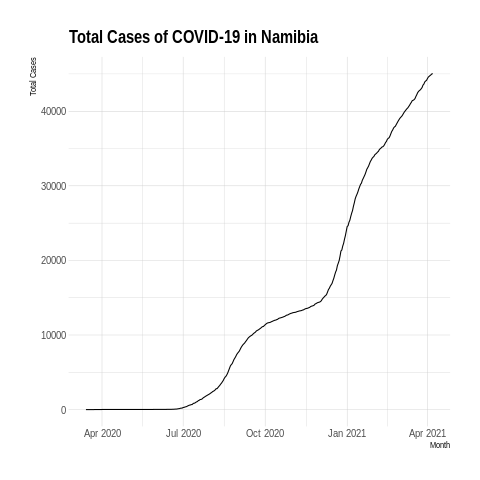 Total Cases of COVID-19 in Namibia
Total Cases
40000
30000
20000
10000
0
Apr 2020 Jul 2020 Oct 2020 Jan 2021 Apr 2021
Month